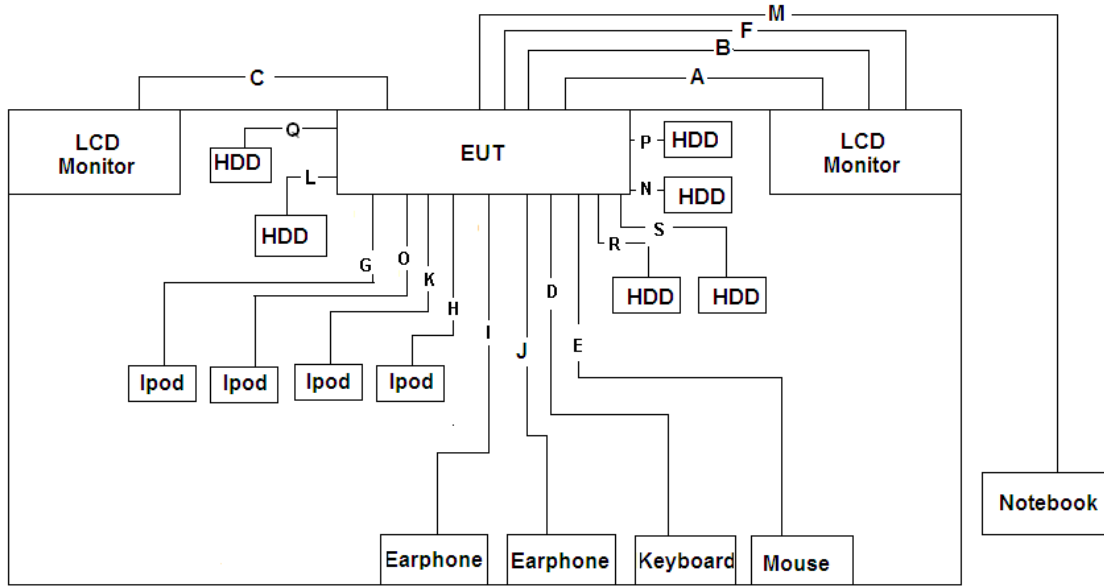 M
F
B
C
A
LCD
Monitor
Q
HDD
EUT
P
HDD
LCD
Monitor
L
N
HDD
HDD
G
O
K
H
I
J
D
E
R
S
HDD
HDD
Ipod
Ipod
Ipod
Ipod
Notebook
Earphone
Earphone
Keyboard
Mouse